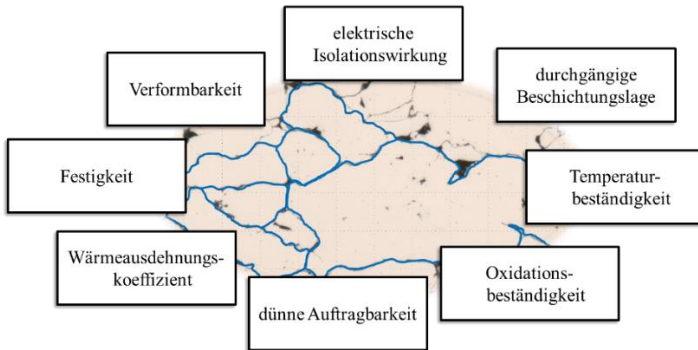 elektrische
Isolationswirkung
Verformbarkeit
durchgängige
Beschichtungslage
Festigkeit
Temperatur-
beständigkeit
Wärmeausdehnungs-
koeffizient
Oxidations-
beständigkeit
dünne Auftragbarkeit